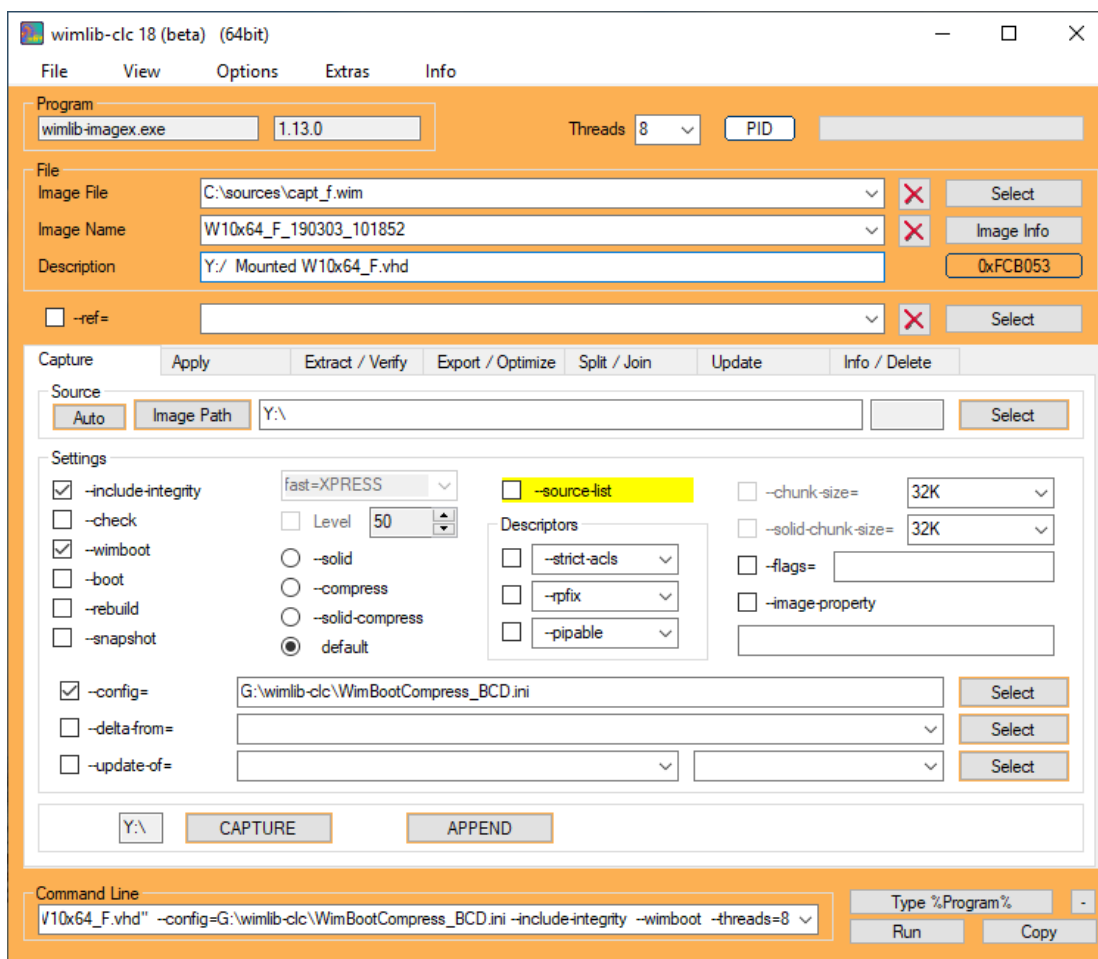 wimlib-clc 18 (beta) (64bit)
File View Options Extras Info
Program
wimlib-imagex.exe 1.13.0 Threads 8 PID
File
Image File C:\sources\capt_f.wim Select
Image Name W10x64_F_190303_101852 Image Info
Description Y:/ Mounted W10x64_F.vhd 0xFCB053
--ref= Select
Capture Apply Extract / Verify Export / Optimize Split / Join Update Info / Delete
Source
Auto Image Path Y:\ Select
Settings
--include-integrity fast=XPRESS --source-list --chunk-size= 32K
--check Level 50 Descriptors --solid-chunk-size= 32K
--wimboot --solid --strict-acls --flags=
--boot --compress --rpfix --image-property
--rebuild --solid-compress --pipable
--snapshot default
--config= G:\wimlib-clc\WimBootCompress_BCD.ini Select
--delta-from= Select
--update-of= Select
Y:\ CAPTURE APPEND
Command Line
W10x64_F.vhd" --config=G:\wimlib-clc\WimBootCompress_BCD.ini --include-integrity --wimboot --threads=8
Type %Program% -
Run Copy